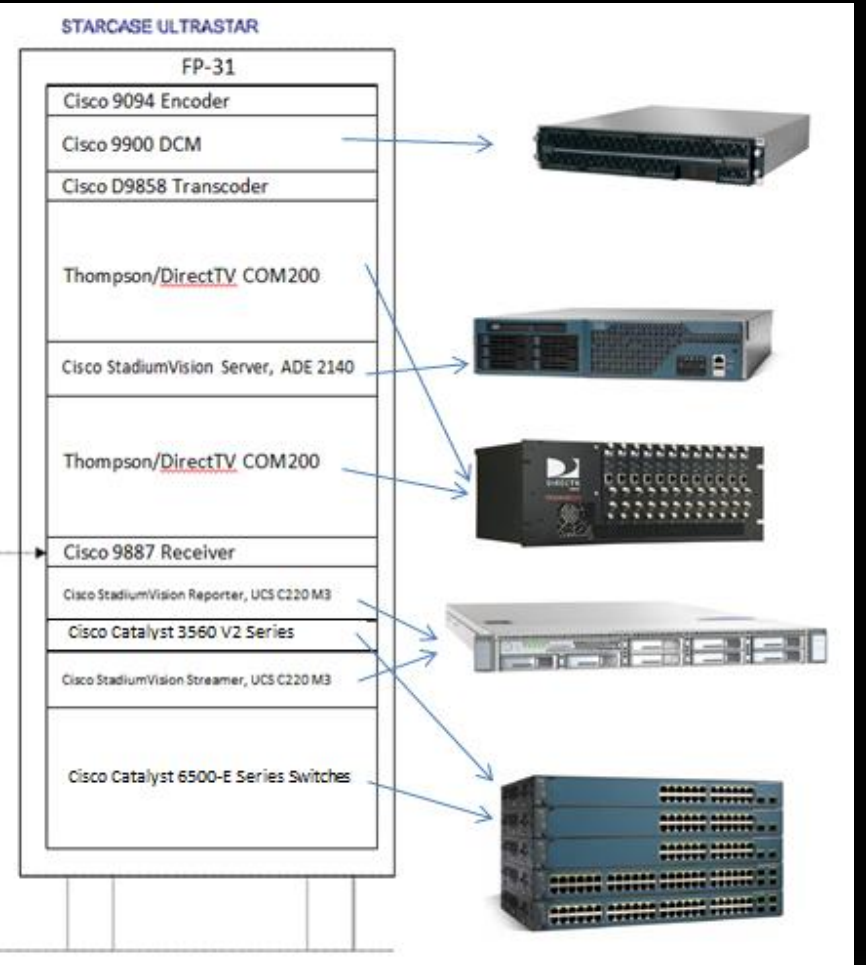 STARCASE ULTRASTAR
FP-31
Cisco 9094 Encoder
Cisco 9900 DCM
Cisco D9858 Transcoder
Thompson/DirectTV COM200
Cisco StadiumVision Server, ADE 2140
Thompson/DirectTV COM200
DIRECTV
Cisco 9887 Receiver
Cisco StadiumVision Reporter, UCS C220 M3
Cisco Catalyst 3560 V2 Series
Cisco StadiumVision Streamer, UCS C220 M3
Cisco Catalyst 6500-E Series Switches